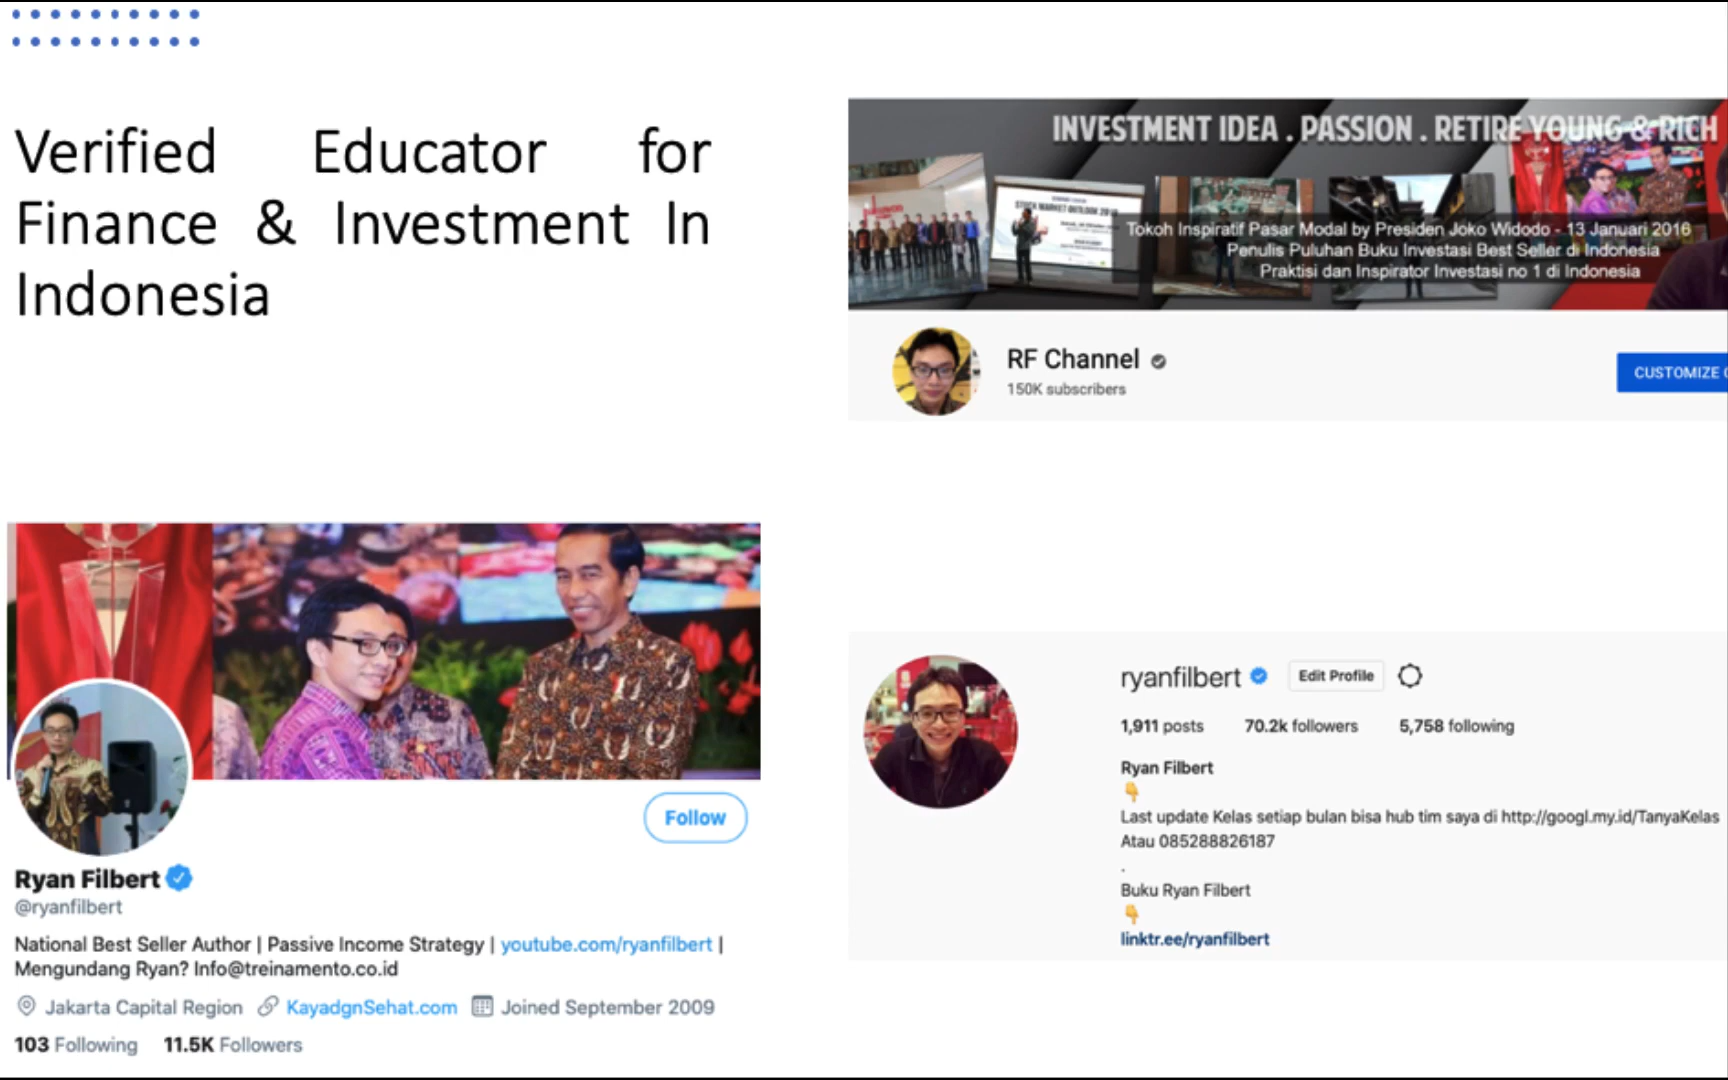 Verified Educator for
Finance & Investment In
Indonesia
INVESTMENT IDEA . PASSION . RETIRE YOUNG & RICH
STOCK MARKET OUTLOOK
Tokoh Inspiratif Pasar Modal by Presiden Joko Widodo - 13 Januari 2016
Penulis Puluhan Buku Investasi Best Seller di Indonesia
Praktisi dan Inspirator Investasi no 1 di Indonesia
RF Channel
150K subscribers
CUSTOMIZE
Follow
Ryan Filbert
@ryanfilbert
National Best Seller Author | Passive Income Strategy | youtube.com/ryanfilbert |
Mengundang Ryan? Info@treinamento.co.id
Jakarta Capital Region KayadgnSehat.com Joined September 2009
103 Following 11.5K Followers
ryanfilbert Edit Profile
1,911 posts 70.2k followers 5,758 following
Ryan Filbert
Last update Kelas setiap bulan bisa hub tim saya di http://googl.my.id/TanyaKelas
Atau 085288826187
.
Buku Ryan Filbert
linktr.ee/ryanfilbert